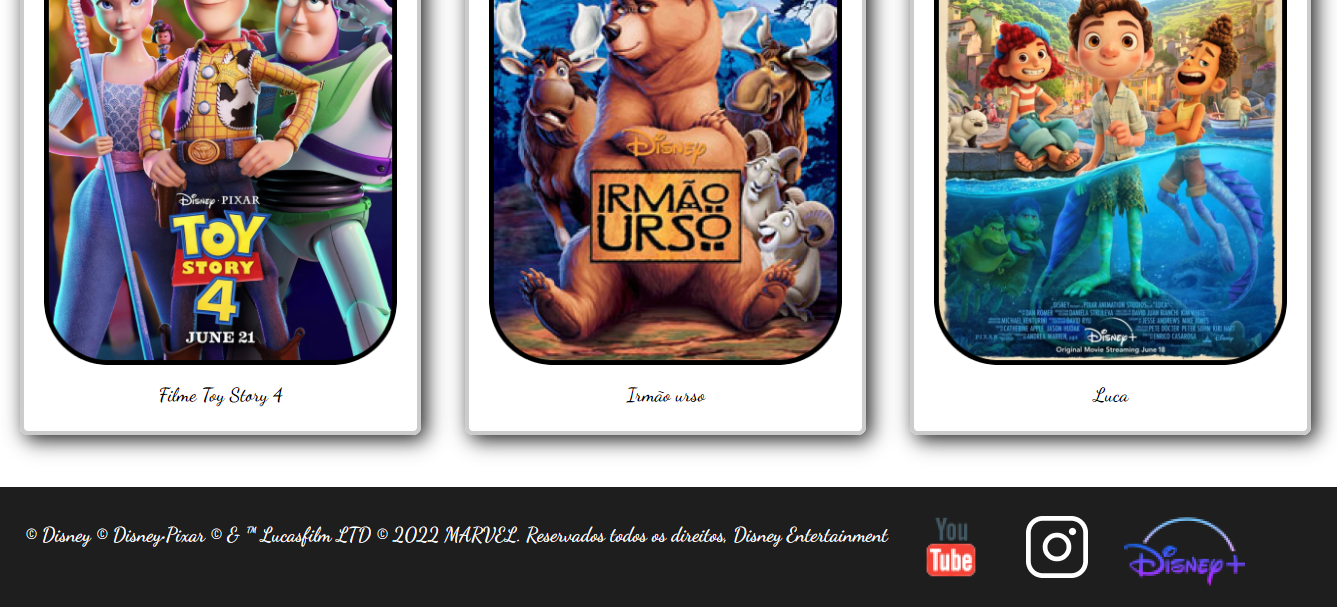 Disney · PIXAR
TOY
STORY
4
JUNE 21
Filme Toy Story 4
Disney
IRMÃO
URSO
Irmão urso
Disney+
Original Movie Streaming June 18
Luca
© Disney © Disney•Pixar © & ™ Lucasfilm LTD © 2022 MARVEL. Reservados todos os direitos, Disney Entertainment
You
Tube
Disney+